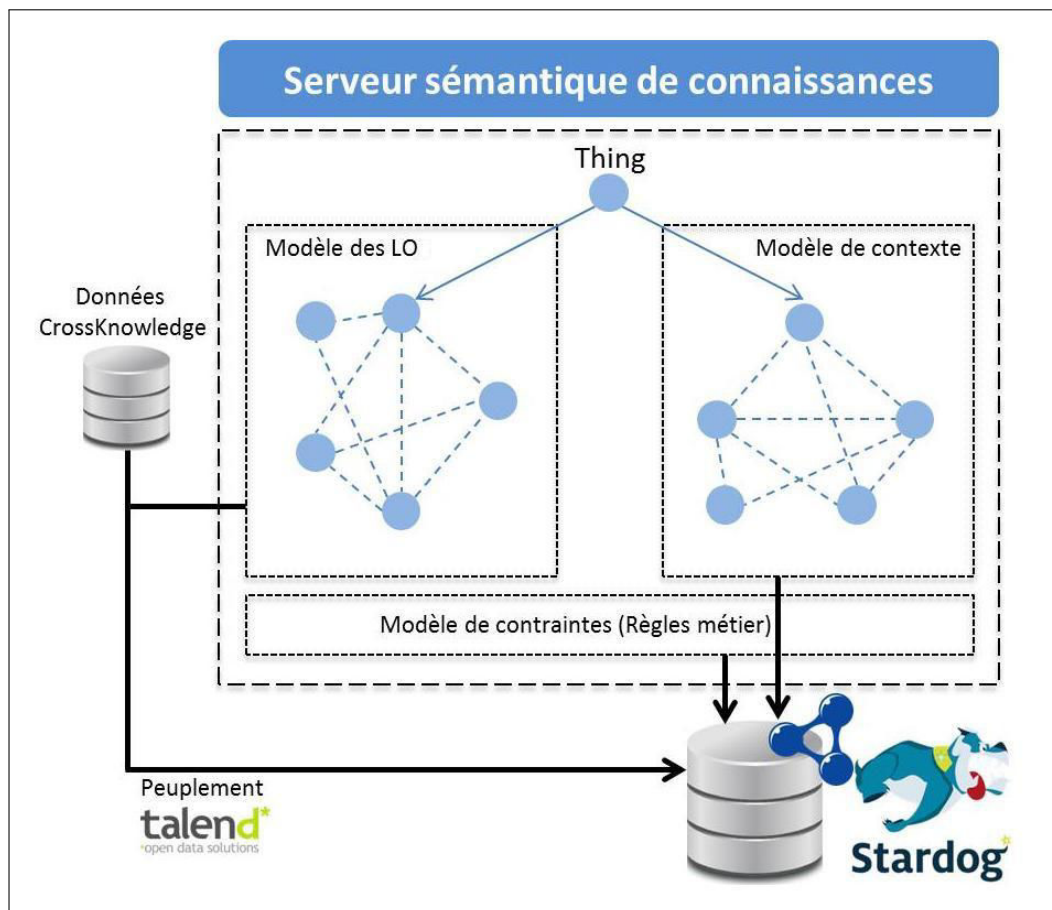 Serveur sémantique de connaissances
Thing
Modèle des LO
Modèle de contexte
Données
CrossKnowledge
Modèle de contraintes (Règles métier)
Peuplement
talend*
*open data solutions
Stardog